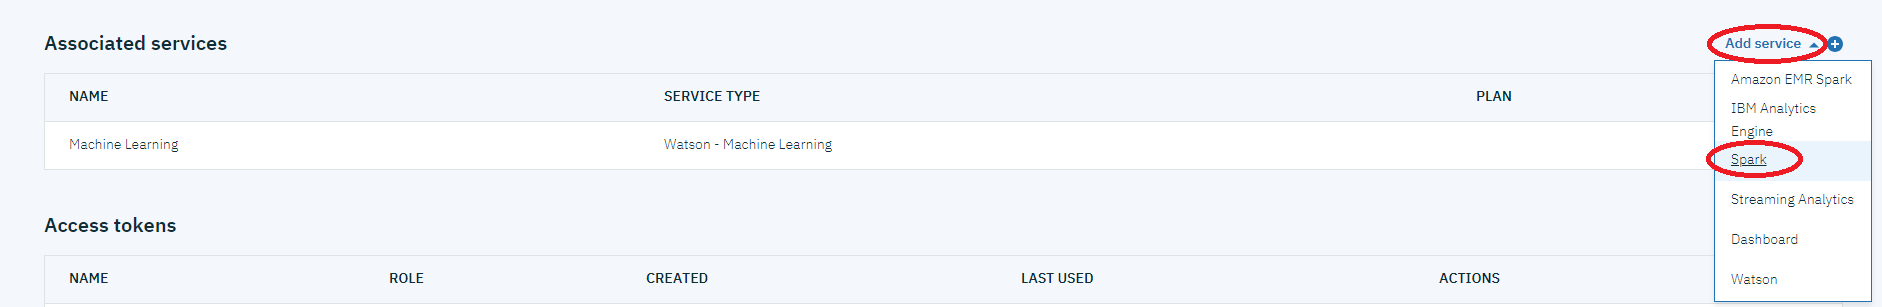 Associated services
Add service
NAME SERVICE TYPE PLAN
Machine Learning Watson - Machine Learning
Amazon EMR Spark
IBM Analytics
Engine
Spark
Streaming Analytics
Dashboard
Watson
Access tokens
NAME ROLE CREATED LAST USED ACTIONS